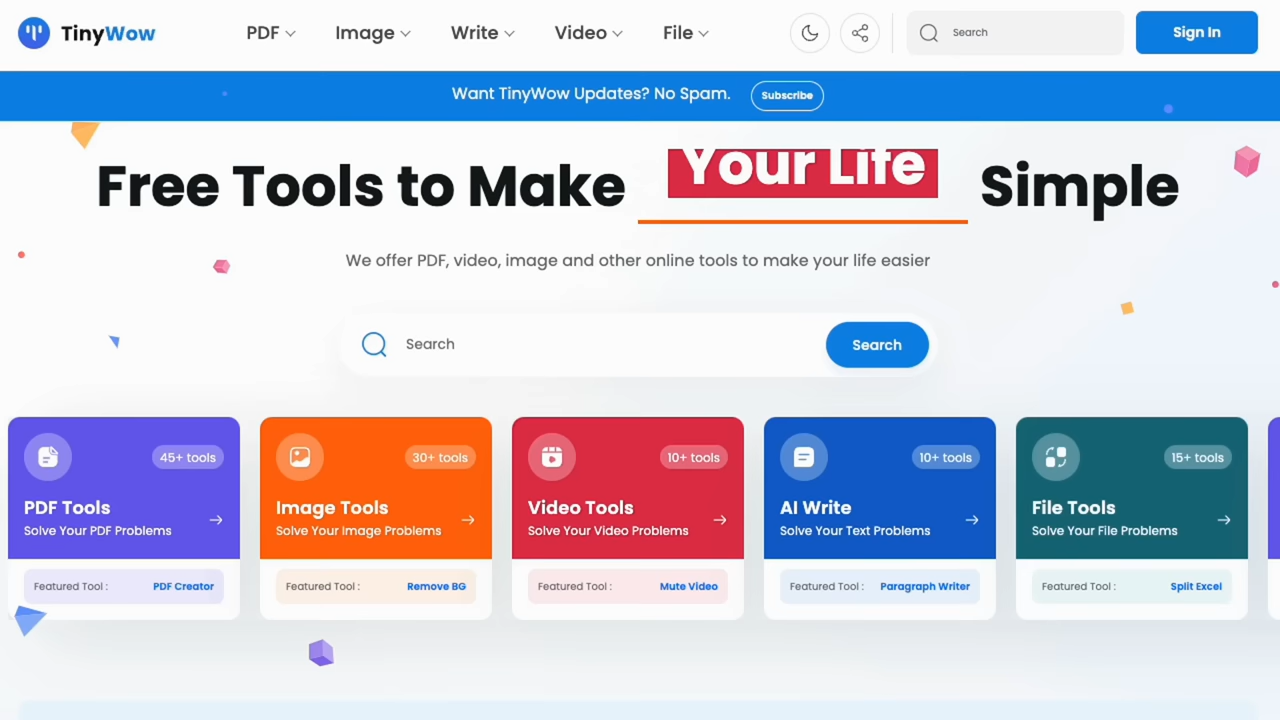 TinyWow
PDF
Image
Write
Video
File
Search
Sign In
Want TinyWow Updates? No Spam.
Subscribe
Free Tools to Make Your Life Simple
We offer PDF, video, image and other online tools to make your life easier
Search
Search
45+ tools
PDF Tools
Solve Your PDF Problems
Featured Tool :
PDF Creator
30+ tools
Image Tools
Solve Your Image Problems
Featured Tool :
Remove BG
10+ tools
Video Tools
Solve Your Video Problems
Featured Tool :
Mute Video
10+ tools
AI Write
Solve Your Text Problems
Featured Tool :
Paragraph Writer
15+ tools
File Tools
Solve Your File Problems
Featured Tool :
Split Excel